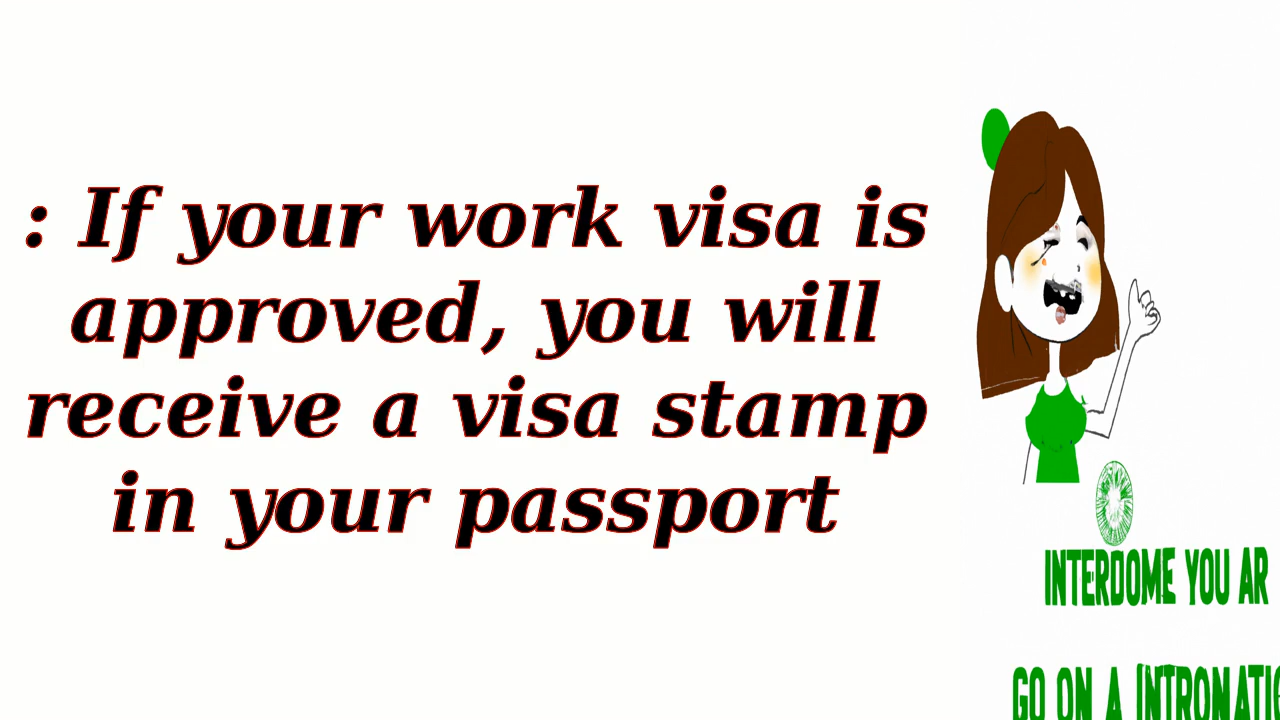 : If your work visa is
approved, you will
receive a visa stamp
in your passport
INTERDOME YOU AR
GO ON A INTRONATIC